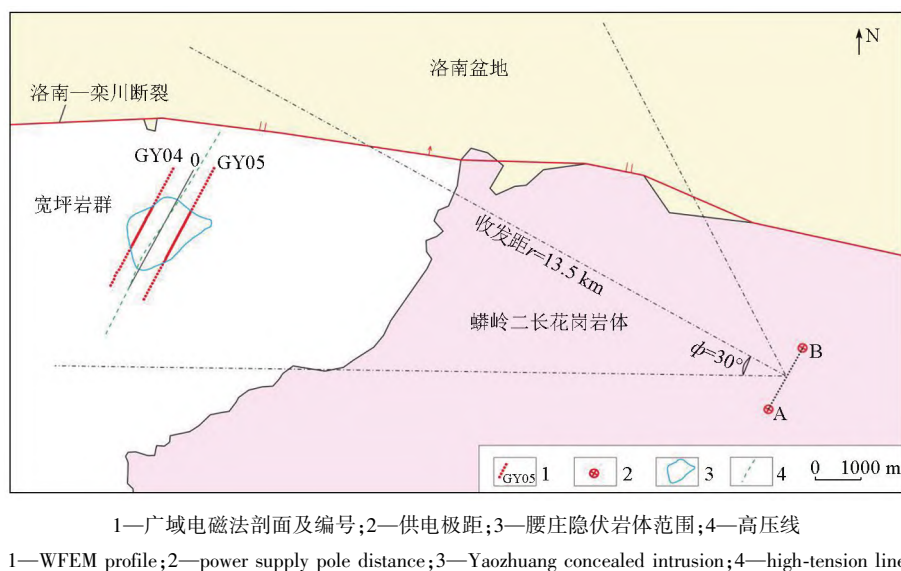 N
洛南盆地
洛南—栾川断裂
GY04 0 GY05
宽坪岩群
收发距r=13.5 km
蟒岭二长花岗岩体
ϕ=30°
B
A
GY05 1 2 3 4 0 1000 m
1—广域电磁法剖面及编号;2—供电极距;3—腰庄隐伏岩体范围;4—高压线
1—WFEM profile;2—power supply pole distance;3—Yaozhuang concealed intrusion;4—high-tension line